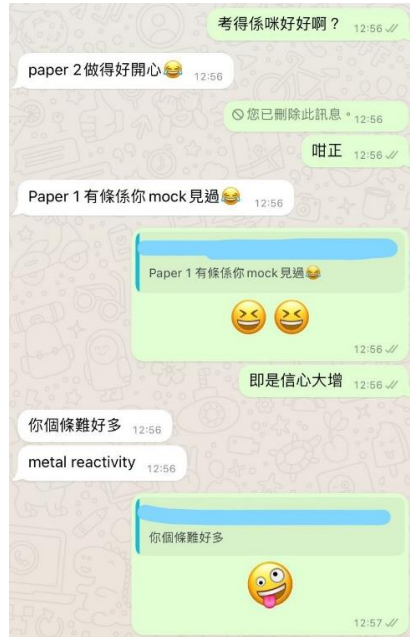 考得係咪好好啊？ 12:56
paper 2做得好開心😂 12:56
您已刪除此訊息。12:56
咁正 12:56
Paper 1 有條係你 mock 見過😂 12:56
Paper 1 有條係你 mock 見過😂
😆😆
12:56
即是信心大增 12:56
你個條難好多 12:56
metal reactivity 12:56
你個條難好多
🤪
12:57